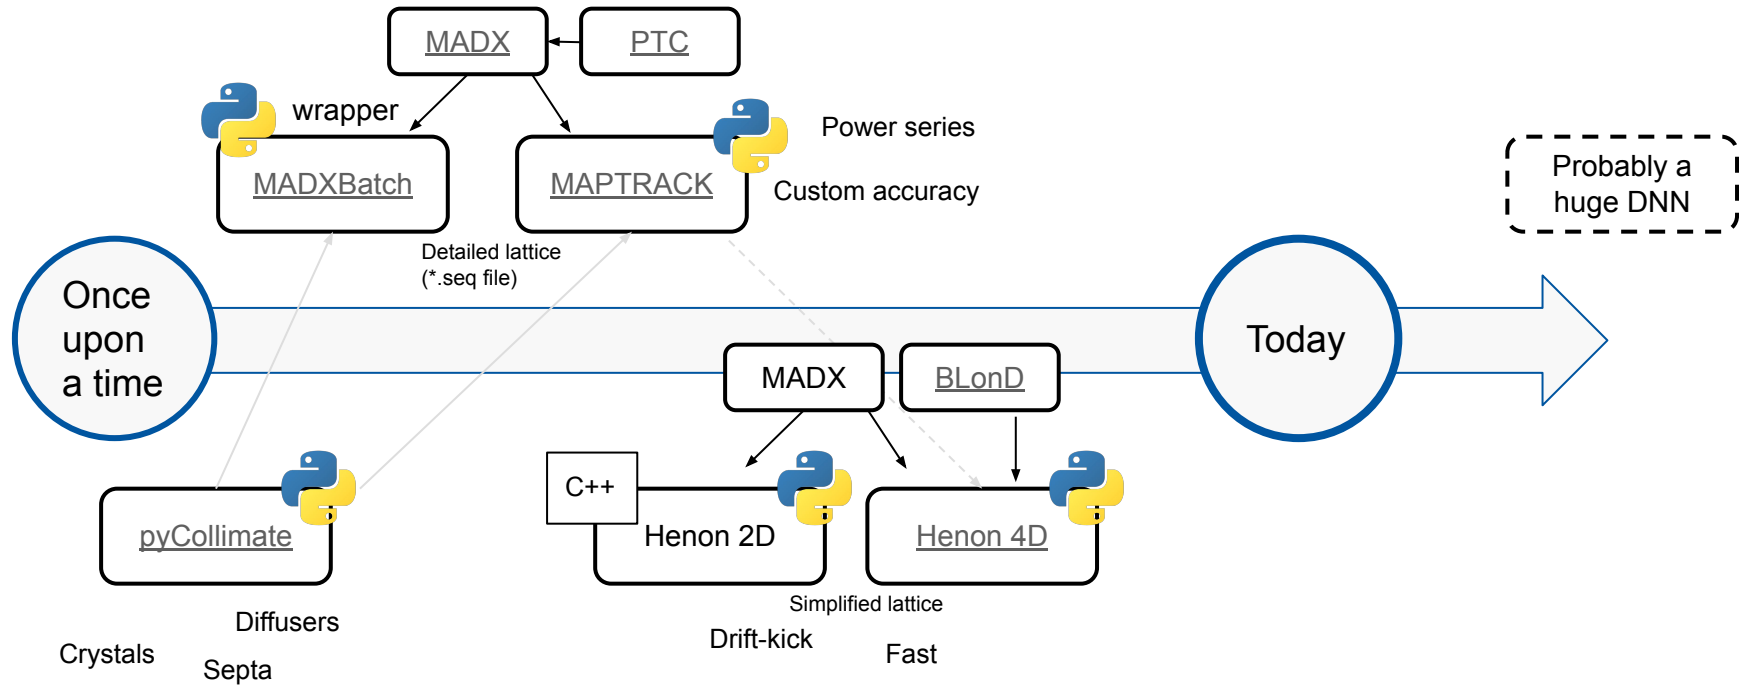 MADX
PTC
wrapper
Power series
MADXBatch
MAPTRACK
Custom accuracy
Probably a
huge DNN
Detailed lattice
(*.seq file)
Once
upon
a time
Today
MADX
BLonD
C++
pyCollimate
Henon 2D
Henon 4D
Simplified lattice
Diffusers
Drift-kick
Fast
Crystals
Septa